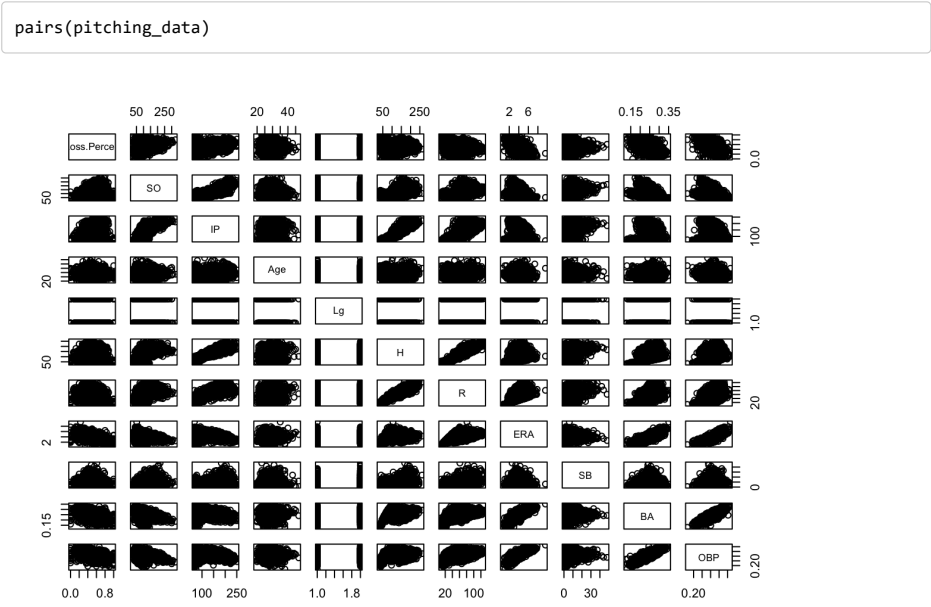 pairs(pitching_data)
50 250
20 40
50 250
2 6
0.15 0.35
oss.Perce
0.0
50
SO
IP
100
20
Age
Lg
1.0
50
H
R
20
2
ERA
SB
0
0.15
BA
OBP
0.20
0.0 0.8
100 250
1.0 1.8
20 100
0 30
0.20